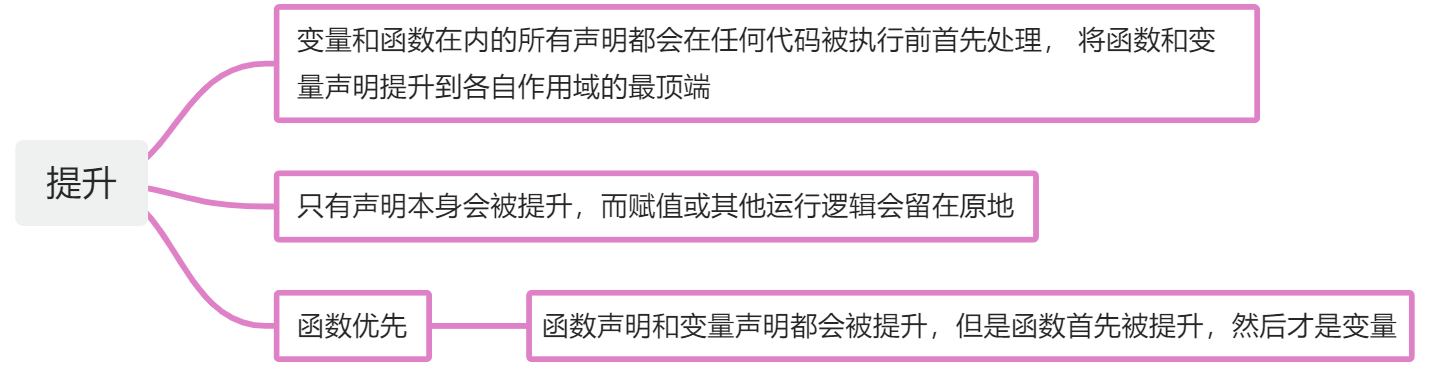 提升
变量和函数在内的所有声明都会在任何代码被执行前首先处理， 将函数和变
量声明提升到各自作用域的最顶端
只有声明本身会被提升，而赋值或其他运行逻辑会留在原地
函数优先
函数声明和变量声明都会被提升，但是函数首先被提升，然后才是变量